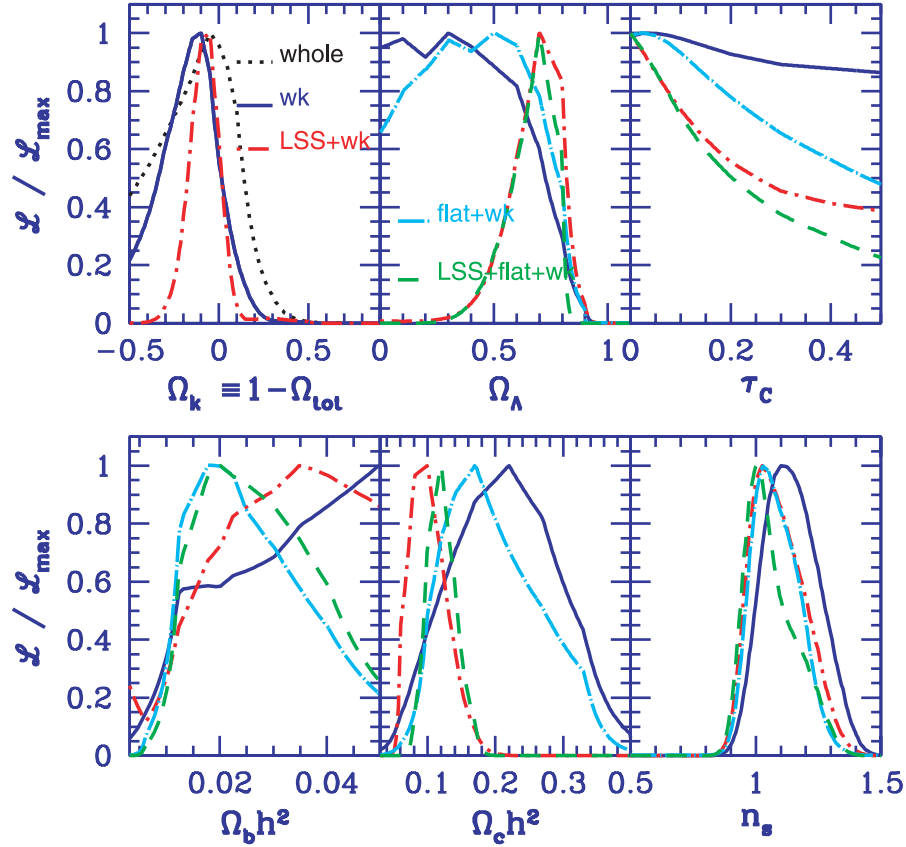 1
0.8
0.6
0.4
0.2
0
ℒ / ℒmax
whole
wk
LSS+wk
flat+wk
LSS+flat+wk
−0.5 0 0.5 0 0.5 1 0 0.2 0.4
Ωk ≡ 1−Ωtot ΩΛ τC
1
0.8
0.6
0.4
0.2
0
ℒ / ℒmax
0.02 0.04 0.1 0.2 0.3 0.5 1 1.5
Ωbh² Ωch² ns